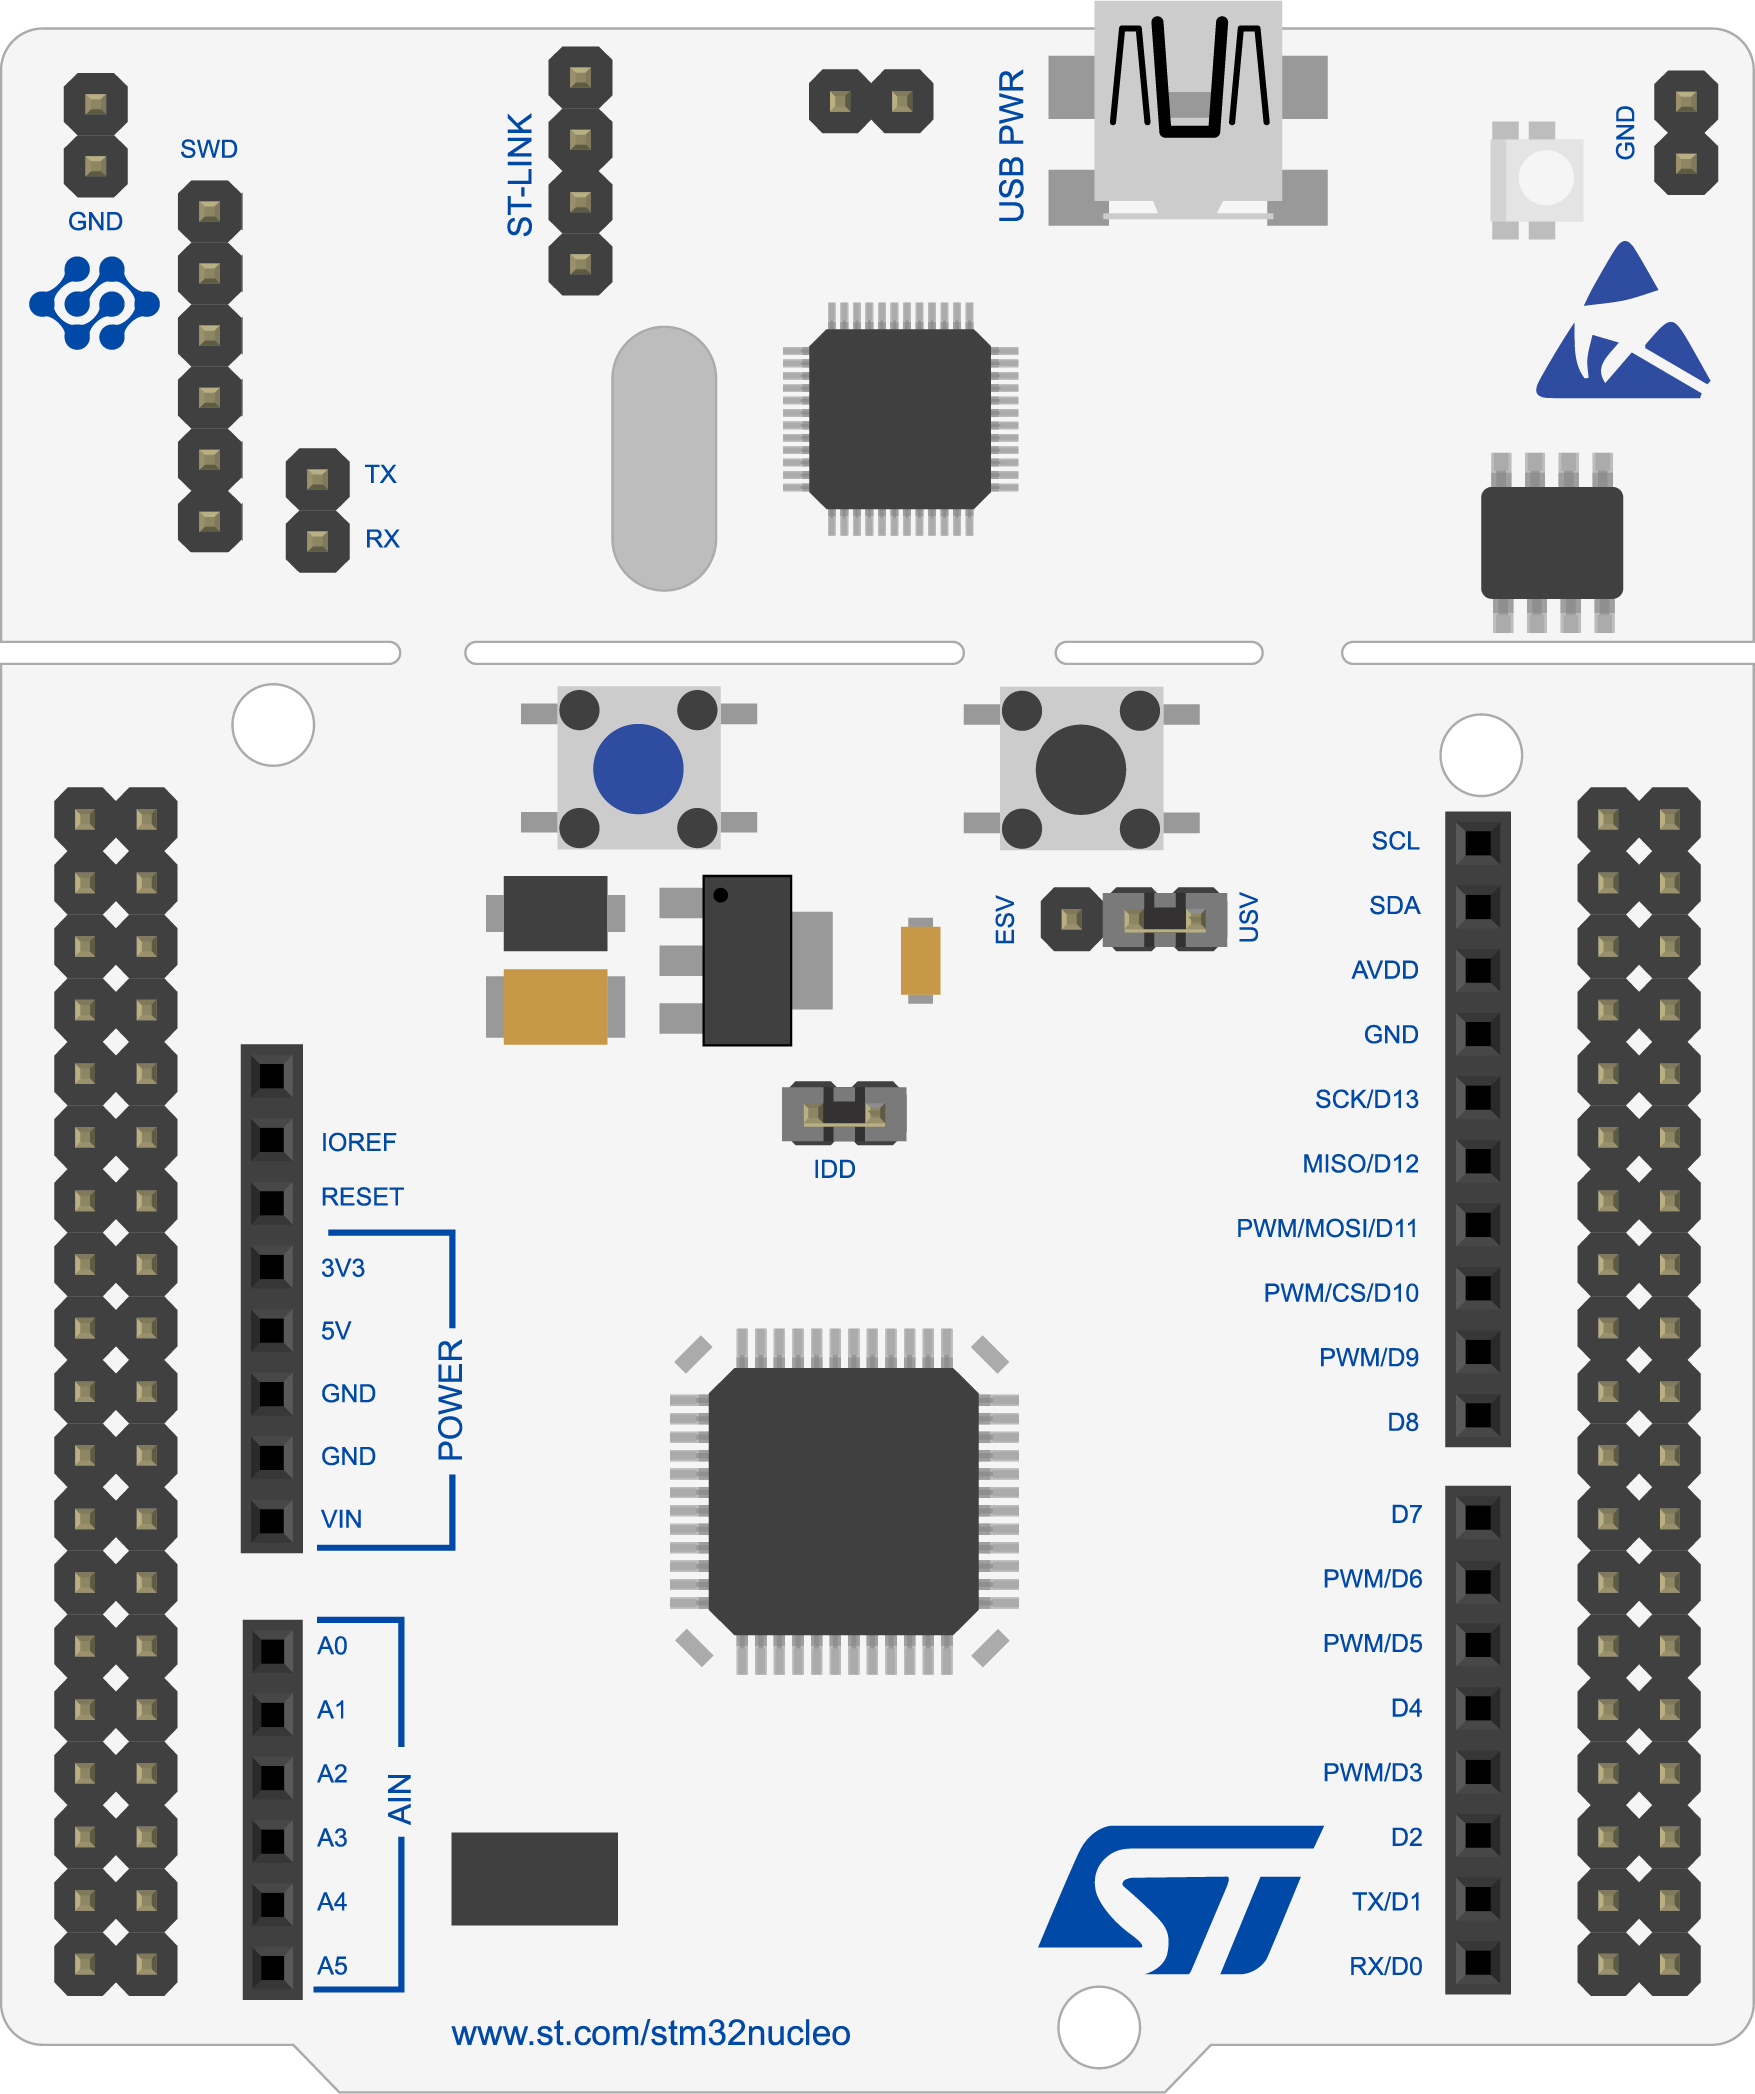 SWD
GND
ST-LINK
USB PWR
GND
TX
RX
ESV
USV
IDD
IOREF
RESET
3V3
5V
GND
GND
VIN
POWER
A0
A1
A2
A3
A4
A5
AIN
SCL
SDA
AVDD
GND
SCK/D13
MISO/D12
PWM/MOSI/D11
PWM/CS/D10
PWM/D9
D8
D7
PWM/D6
PWM/D5
D4
PWM/D3
D2
TX/D1
RX/D0
ST
www.st.com/stm32nucleo